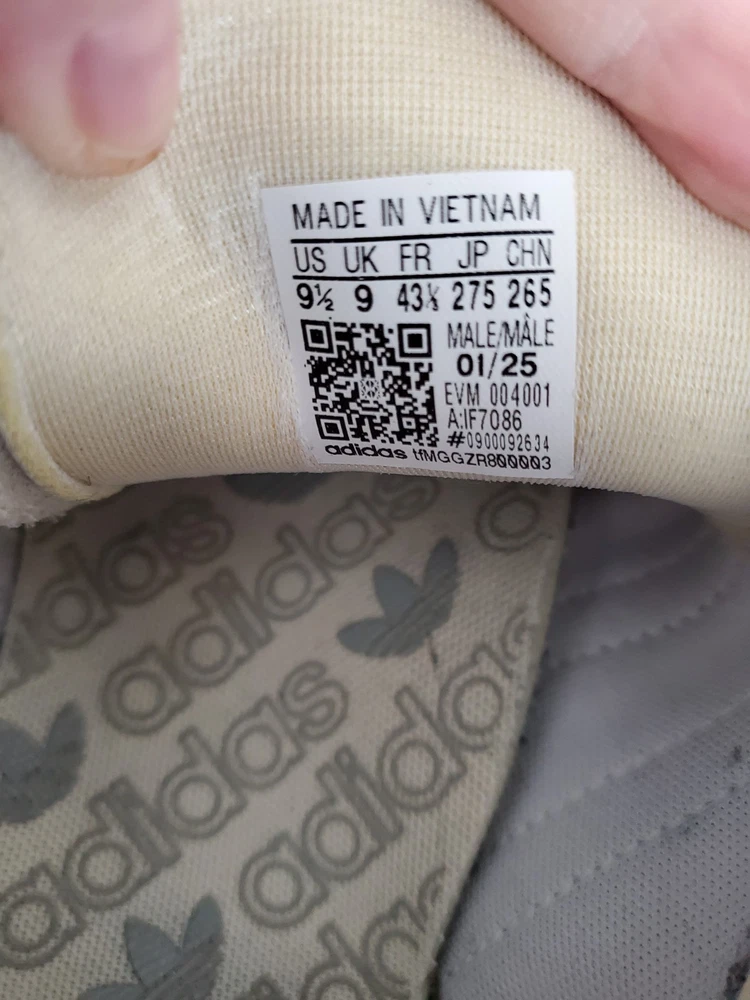 MADE IN VIETNAM
US UK FR JP CHN
9½ 9 43⅓ 275 265
MALE/MÂLE
01/25
EVM 004001
A:IF7086
#0900092634
adidas tfMGGZR800003
adidas
adidas
adidas
adidas